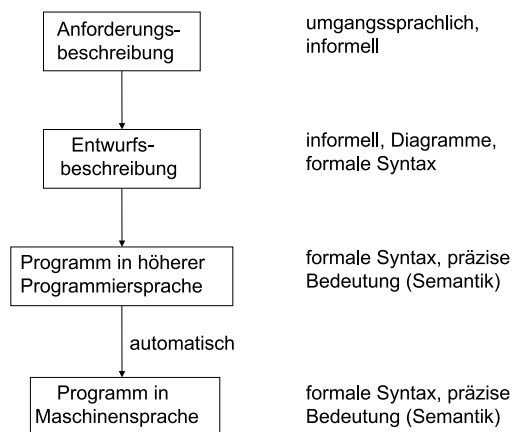 Anforderungs-
beschreibung
umgangssprachlich,
informell
Entwurfs-
beschreibung
informell, Diagramme,
formale Syntax
Programm in höherer
Programmiersprache
formale Syntax, präzise
Bedeutung (Semantik)
automatisch
Programm in
Maschinensprache
formale Syntax, präzise
Bedeutung (Semantik)